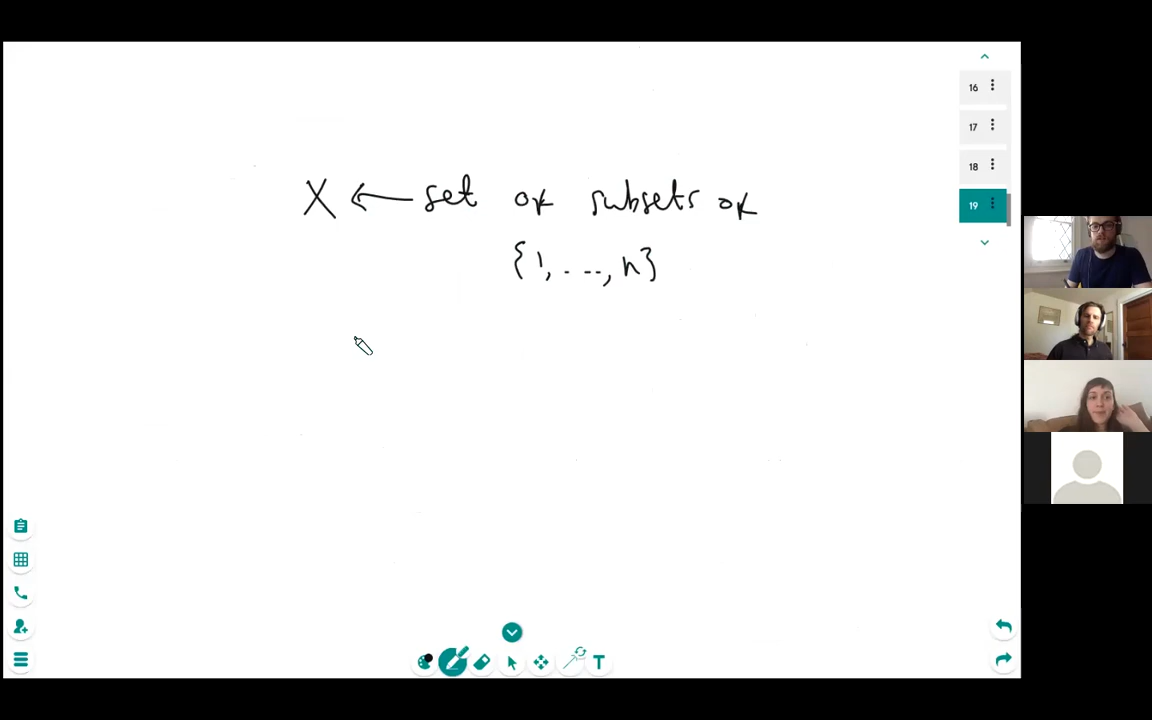 16
17
X ← set of subsets of
18
19
{1, ..., n}
T